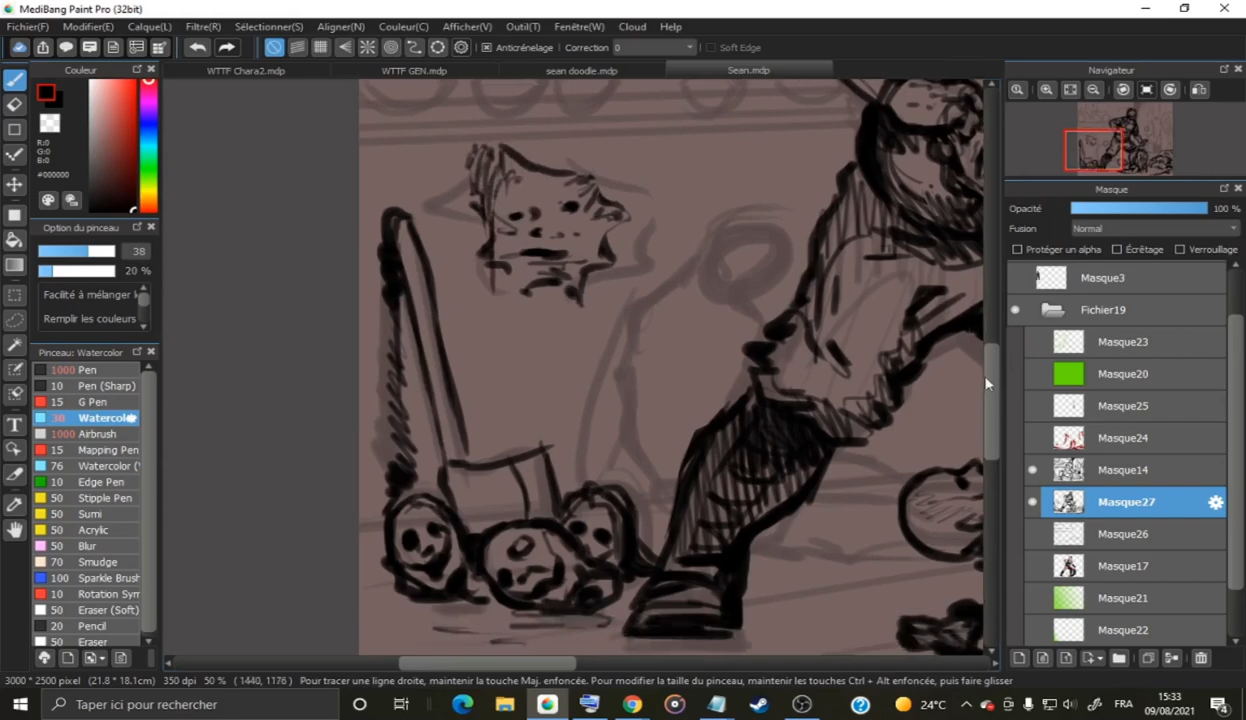 MediBang Paint Pro (32bit)
Fichier(F) Modifier(E) Calque(L) Filtre(R) Sélectionner(S) Alignement(N) Couleur(C) Afficher(V) Outil(T) Fenêtre(W) Cloud Help
Anticrénelage Correction 0 Soft Edge
Couleur
WTTF Chara2.mdp WTTF GEN.mdp sean doodle.mdp Sean.mdp
Navigateur
R:0
G:0
B:0
#000000
Masque
Opacité 100 %
Fusion Normal
Protéger un alpha Écrêtage Verrouillage
Option du pinceau
38
20 %
Facilité à mélanger l
Remplir les couleurs
Pinceau: Watercolor
1000 Pen
10 Pen (Sharp)
15 G Pen
38 Watercolo
1000 Airbrush
15 Mapping Pen
76 Watercolor (
10 Edge Pen
50 Stipple Pen
50 Sumi
50 Acrylic
50 Blur
70 Smudge
100 Sparkle Brush
10 Rotation Sym
50 Eraser (Soft)
20 Pencil
50 Eraser
Masque3
Fichier19
Masque23
Masque20
Masque25
Masque24
Masque14
Masque27
Masque26
Masque17
Masque21
Masque22
3000 * 2500 pixel (21.8 * 18.1cm) 350 dpi 50 % ( 1440, 1176 ) Pour tracer une ligne droite, maintenir la touche Maj. enfoncée. Pour modifier la taille du pinceau, maintenir les touches Ctrl + Alt enfoncée, puis faire glisser
Taper ici pour rechercher
24°C
FRA
15:33
09/08/2021
4